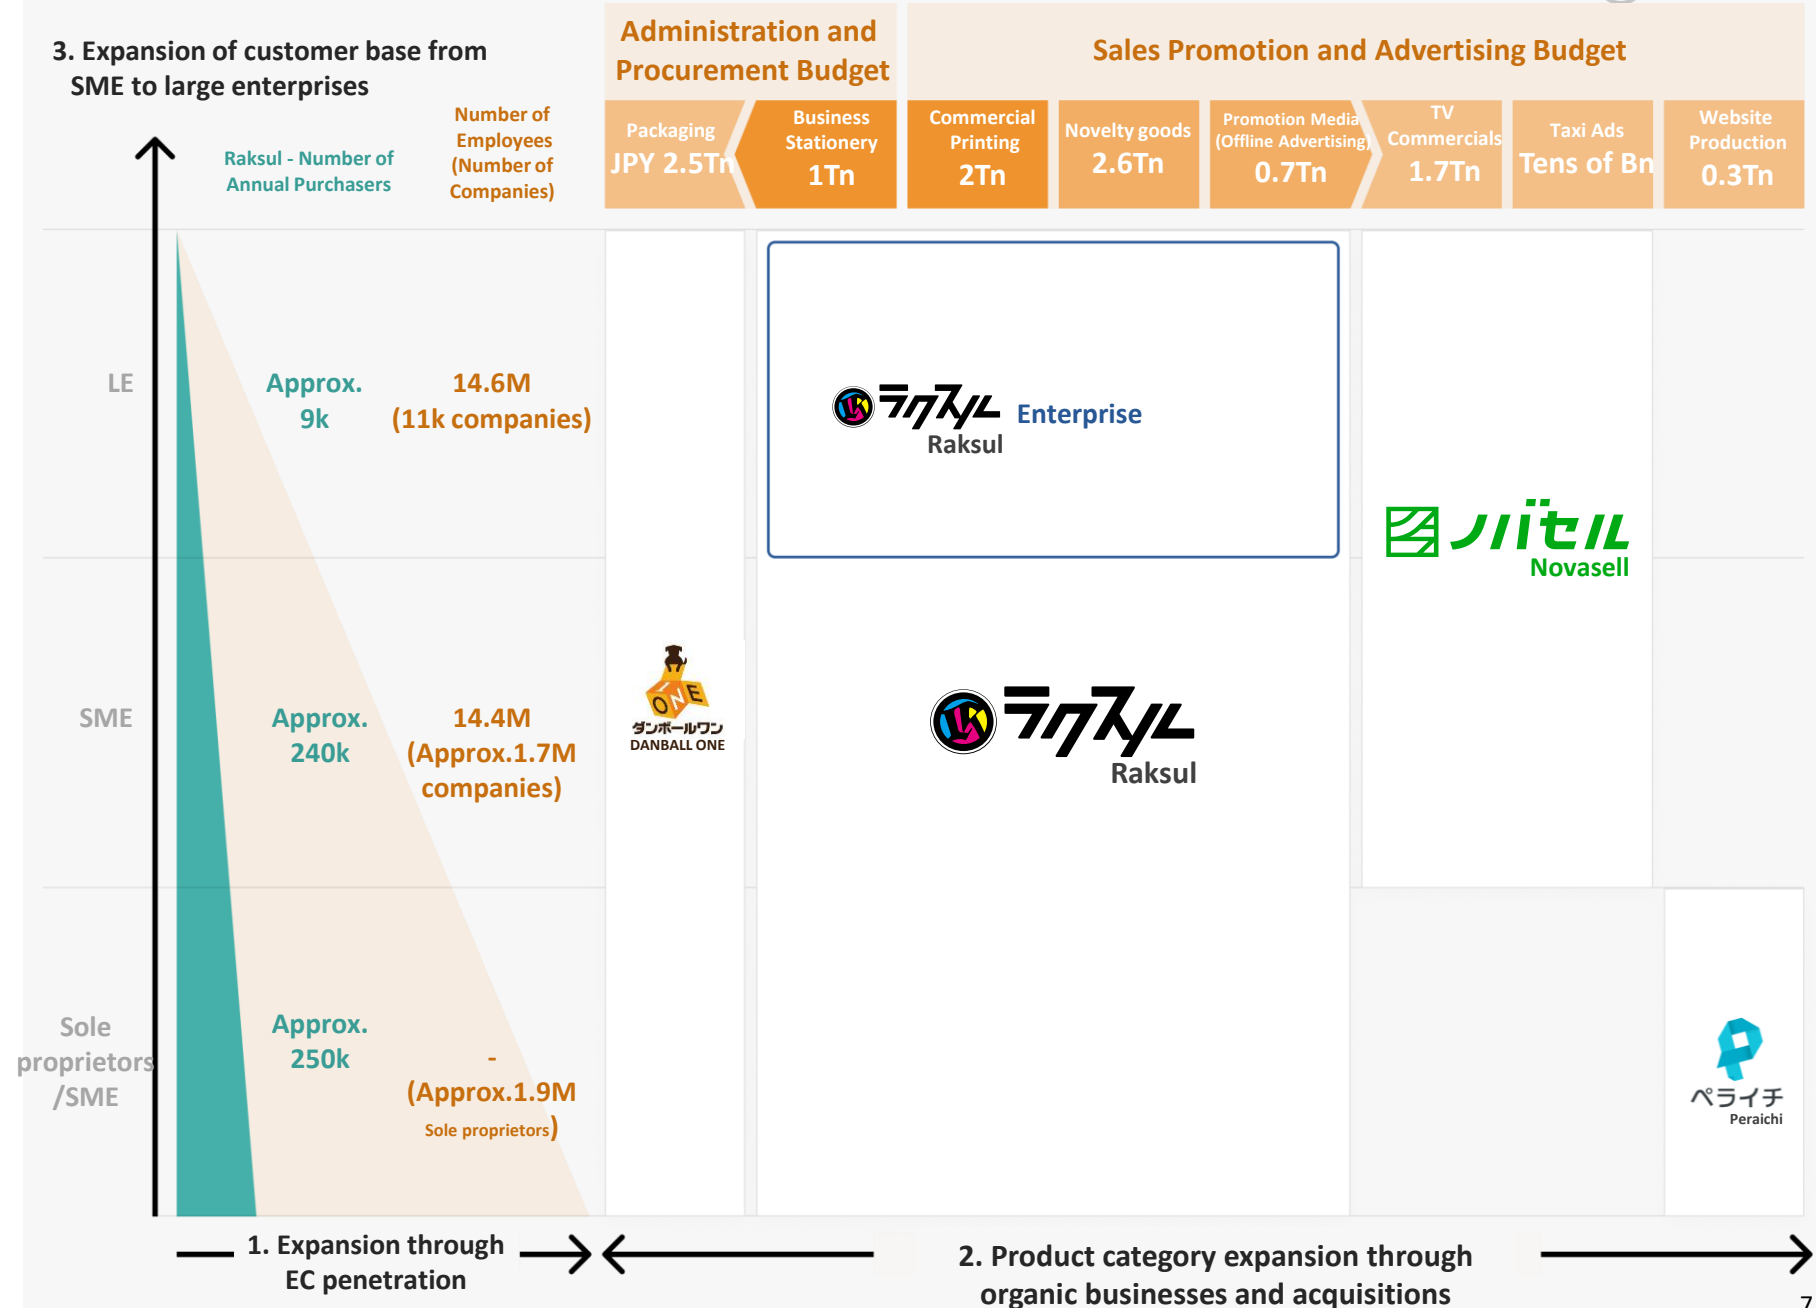 3. Expansion of customer base from
SME to large enterprises
Administration and
Procurement Budget
Sales Promotion and Advertising Budget
Raksul - Number of
Annual Purchasers
Number of
Employees
(Number of
Companies)
Packaging
JPY 2.5Tn
Business
Stationery
1Tn
Commercial
Printing
2Tn
Novelty goods
2.6Tn
Promotion Media
(Offline Advertising)
0.7Tn
TV
Commercials
1.7Tn
Taxi Ads
Tens of Bn
Website
Production
0.3Tn
LE
Approx.
9k
14.6M
(11k companies)
ラクスル
Raksul
Enterprise
ノバセル
Novasell
SME
Approx.
240k
14.4M
(Approx.1.7M
companies)
ONE
ダンボールワン
DANBALL ONE
ラクスル
Raksul
Sole
proprietors
/SME
Approx.
250k
-
(Approx.1.9M
Sole proprietors)
ペライチ
Peraichi
1. Expansion through
EC penetration
2. Product category expansion through
organic businesses and acquisitions
7